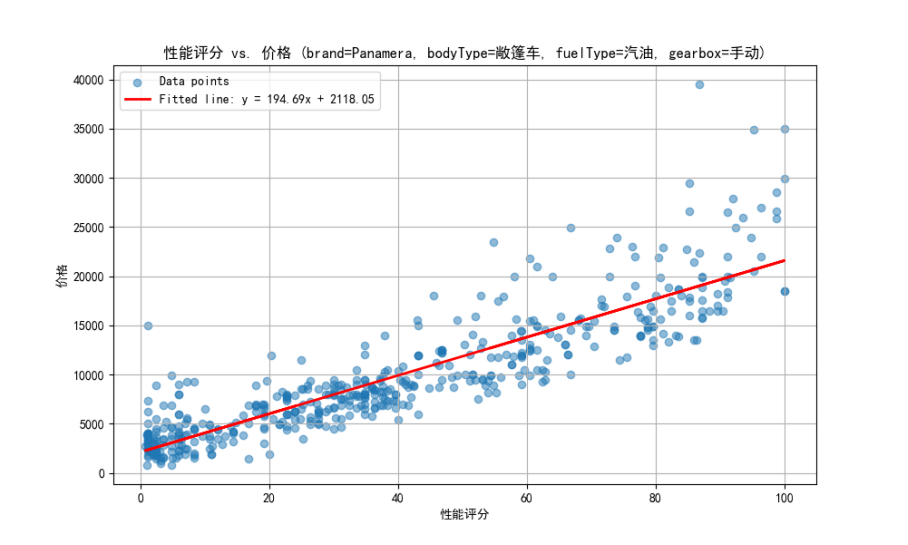 性能评分 vs. 价格 (brand=Panamera, bodyType=敞篷车, fuelType=汽油, gearbox=手动)
Data points
Fitted line: y = 194.69x + 2118.05
40000
35000
30000
25000
20000
15000
10000
5000
0
价格
0 20 40 60 80 100
性能评分